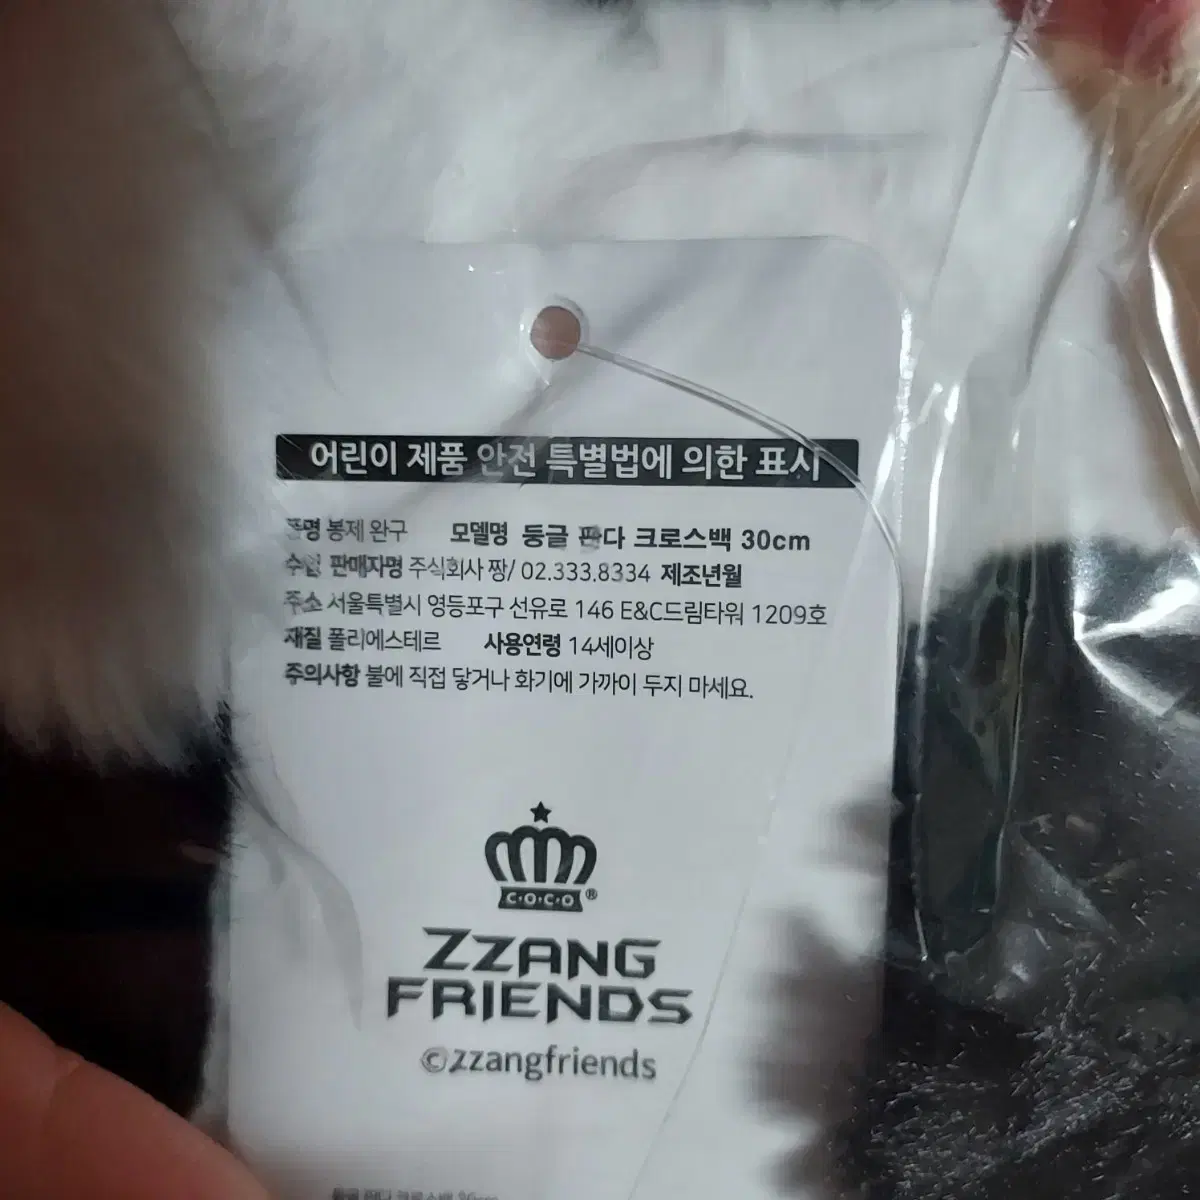 어린이 제품 안전 특별법에 의한 표시
품명 봉제 완구 모델명 둥글 판다 크로스백 30cm
수입 판매자명 주식회사 짱/ 02.333.8334 제조년월
주소 서울특별시 영등포구 선유로 146 E&C드림타워 1209호
재질 폴리에스테르 사용연령 14세이상
주의사항 불에 직접 닿거나 화기에 가까이 두지 마세요.
C·O·C·O ®
ZZANG
FRIENDS
©zzangfriends